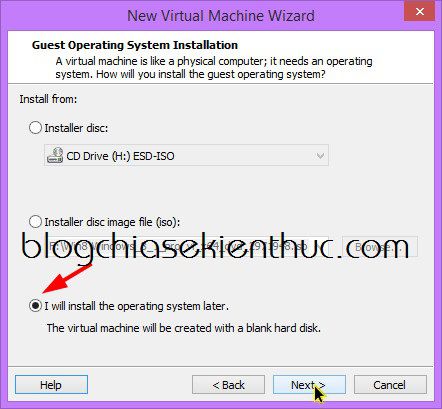 New Virtual Machine Wizard
Guest Operating System Installation
A virtual machine is like a physical computer; it needs an operating
system. How will you install the guest operating system?
Install from:
Installer disc:
CD Drive (H:) ESD-ISO
Installer disc image file (iso):
Browse...
blogchiasekienthuc.com
I will install the operating system later.
The virtual machine will be created with a blank hard disk.
Help
< Back
Next >
Cancel